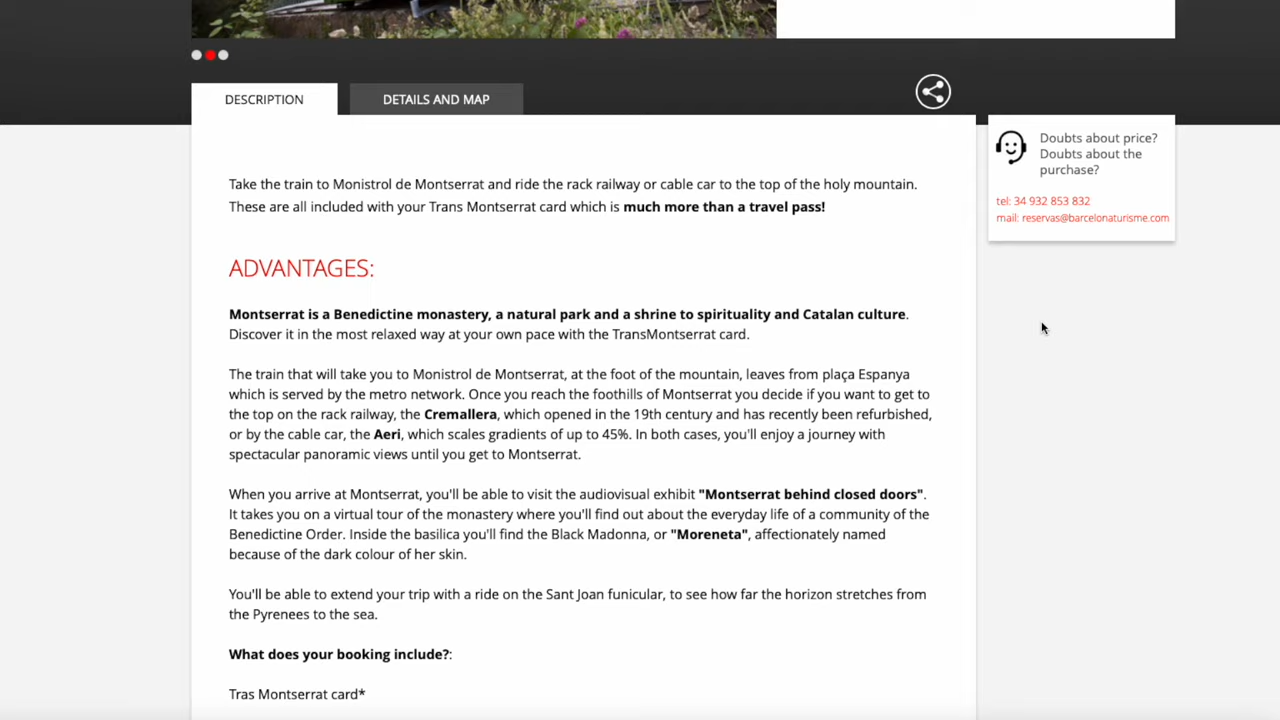 DESCRIPTION
DETAILS AND MAP
Doubts about price?
Doubts about the
purchase?
tel: 34 932 853 832
mail: reservas@barcelonaturisme.com
Take the train to Monistrol de Montserrat and ride the rack railway or cable car to the top of the holy mountain.
These are all included with your Trans Montserrat card which is much more than a travel pass!
ADVANTAGES:
Montserrat is a Benedictine monastery, a natural park and a shrine to spirituality and Catalan culture.
Discover it in the most relaxed way at your own pace with the TransMontserrat card.
The train that will take you to Monistrol de Montserrat, at the foot of the mountain, leaves from plaça Espanya
which is served by the metro network. Once you reach the foothills of Montserrat you decide if you want to get to
the top on the rack railway, the Cremallera, which opened in the 19th century and has recently been refurbished,
or by the cable car, the Aeri, which scales gradients of up to 45%. In both cases, you'll enjoy a journey with
spectacular panoramic views until you get to Montserrat.
When you arrive at Montserrat, you'll be able to visit the audiovisual exhibit "Montserrat behind closed doors".
It takes you on a virtual tour of the monastery where you'll find out about the everyday life of a community of the
Benedictine Order. Inside the basilica you'll find the Black Madonna, or "Moreneta", affectionately named
because of the dark colour of her skin.
You'll be able to extend your trip with a ride on the Sant Joan funicular, to see how far the horizon stretches from
the Pyrenees to the sea.
What does your booking include?:
Tras Montserrat card*